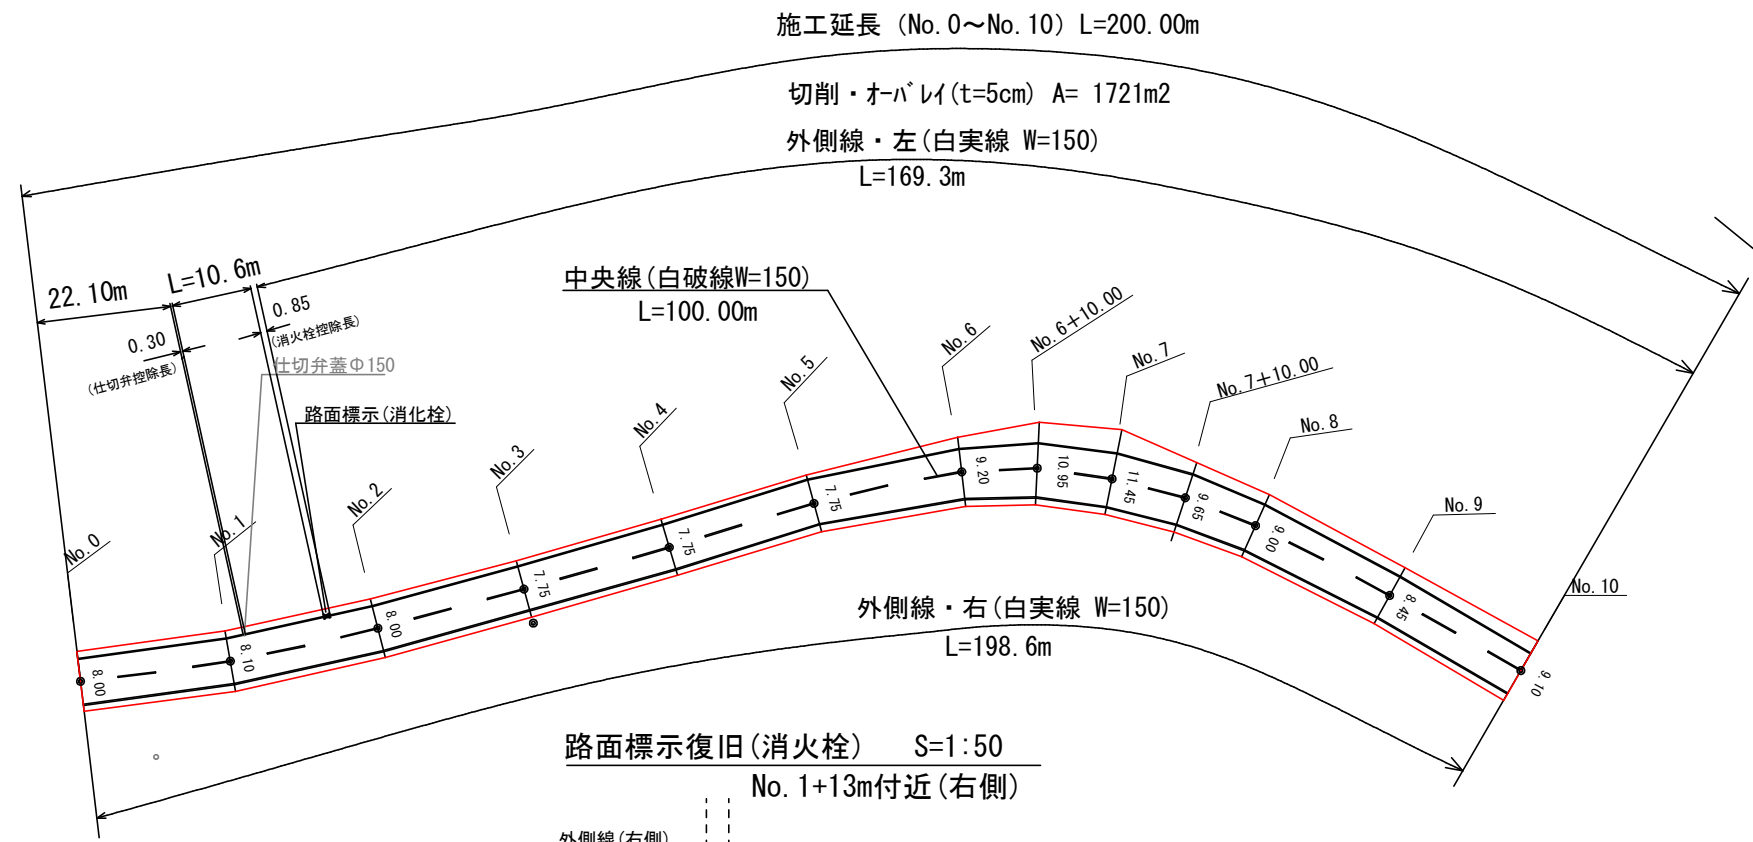 施工延長 (No.0～No.10) L=200.00m
切削・ｵｰﾊﾞﾚｲ(t=5cm) A= 1721m2
外側線・左(白実線 W=150)
L=169.3m
22.10m
L=10.6m
0.85
(消火栓控除長)
0.30
(仕切弁控除長)
仕切弁蓋Φ150
路面標示(消化栓)
中央線(白破線W=150)
L=100.00m
No.0
No.1
No.2
No.3
No.4
No.5
No.6
No.6＋10.00
No.7
No.7＋10.00
No.8
No.9
No.10
8.00
8.10
8.00
7.75
7.75
7.75
9.20
10.95
11.45
9.65
9.00
8.45
9.10
外側線・右(白実線 W=150)
L=198.6m
路面標示復旧(消火栓) S=1:50
No.1+13m付近(右側)
外側線(右側)